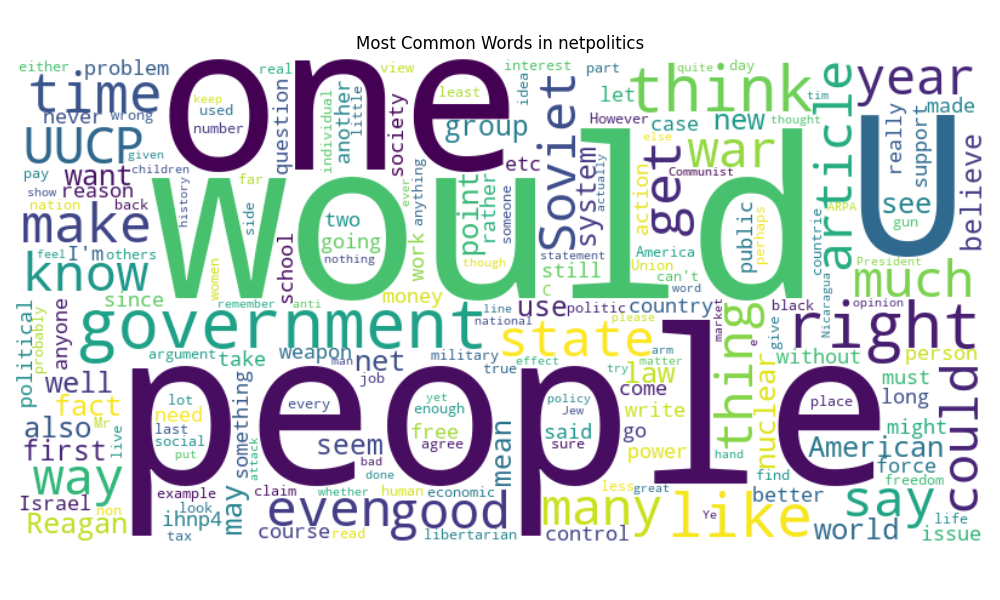 Most Common Words in netpolitics
either problem real view interest part quite day
time one least idea Soviet let think year
never wrong keep used number question individual another little society group However case new tim thought made
UUCP given children etc else war article really support
pay want reason far point rather someone system actually action Communist get public perhaps ARPA see gun believe
show nation back history side two going nothing anything ever work would U
make feel I'm others women school though statement still America Union can't countrie President much
know since remember anti money C word
political probably anyone government line national use politic country please state market e thing black give Nicaragua opinion right
argument take weapon man net military true effect try arm matter law without person
well job come nuclear must long could
fact Mr lot need last social put something every yet enough free agree policy Jew said sure write go place might
also live first attack seem bad mean power hand American force
way done find freedom
Israel non example look claim whether human economic less great better say
Reagan ihnp4 may even good people many Ye like world life
tax course read libertarian control issue